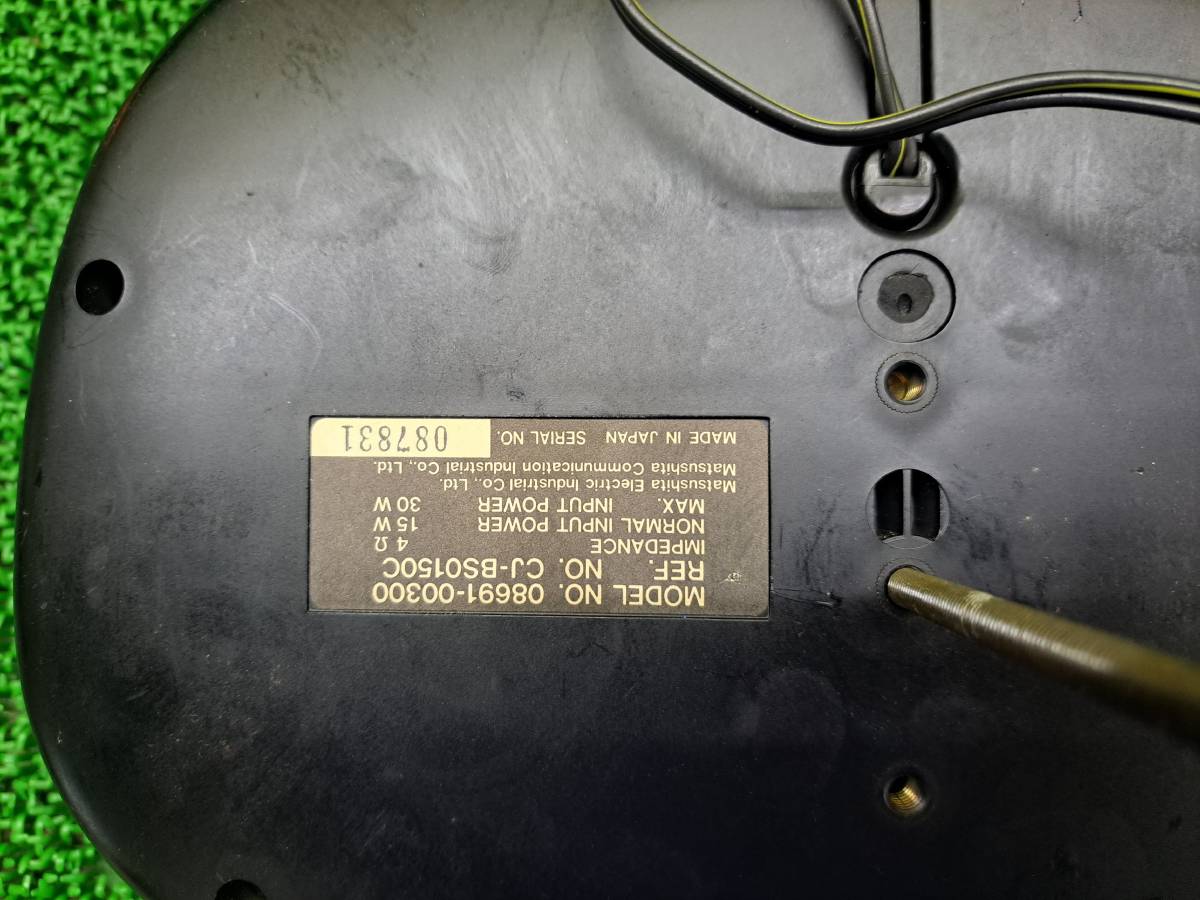 MODEL NO. 08691-00300
REF. NO. CJ-BS0150C
IMPEDANCE 4 Ω
NORMAL INPUT POWER 15 W
MAX. INPUT POWER 30 W
Matsushita Electric Industrial Co., Ltd.
Matsushita Communication Industrial Co., Ltd.
MADE IN JAPAN SERIAL NO. 087831